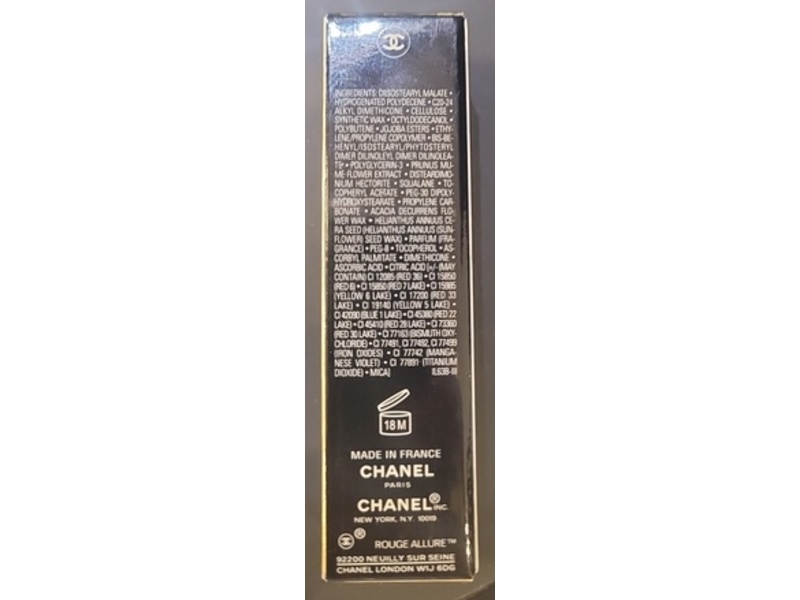 INGREDIENTS: DIISOSTEARYL MALATE •
HYDROGENATED POLYDECENE • C20-24
ALKYL DIMETHICONE • CELLULOSE •
SYNTHETIC WAX • OCTYLDODECANOL •
POLYBUTENE • JOJOBA ESTERS • ETHY-
LENE/PROPYLENE COPOLYMER • BIS-BE-
HENYL/ISOSTEARYL/PHYTOSTERYL
DIMER DILINOLEYL DIMER DILINOLEA-
TE • POLYGLYCERIN-3 • PRUNUS MU-
ME FLOWER EXTRACT • DISTEARDIMO-
NIUM HECTORITE • SQUALANE • TO-
COPHERYL ACETATE • PEG-30 DIPOLY-
HYDROXYSTEARATE • PROPYLENE CAR-
BONATE • ACACIA DECURRENS FLO-
WER WAX • HELIANTHUS ANNUUS CE-
RA SEED (HELIANTHUS ANNUUS (SUN-
FLOWER) SEED WAX) • PARFUM (FRA-
GRANCE) • PEG-8 • TOCOPHEROL • AS-
CORBYL PALMITATE • DIMETHICONE •
ASCORBIC ACID • CITRIC ACID [+/- (MAY
CONTAIN) CI 12085 (RED 36) • CI 15850
(RED 6) • CI 15850 (RED 7 LAKE) • CI 15985
(YELLOW 6 LAKE) • CI 17200 (RED 33
LAKE) • CI 19140 (YELLOW 5 LAKE) •
CI 42090 (BLUE 1 LAKE) • CI 45380 (RED 22
LAKE) • CI 45410 (RED 28 LAKE) • CI 73360
(RED 30 LAKE) • CI 77163 (BISMUTH OXY-
CHLORIDE) • CI 77491, CI 77492, CI 77499
(IRON OXIDES) • CI 77742 (MANGA-
NESE VIOLET) • CI 77891 (TITANIUM
DIOXIDE) • MICA] IL63B-III
18 M
MADE IN FRANCE
CHANEL
PARIS
CHANEL® INC.
NEW YORK, N.Y. 10019
® ROUGE ALLURE™
92200 NEUILLY SUR SEINE
CHANEL LONDON W1J 6DG